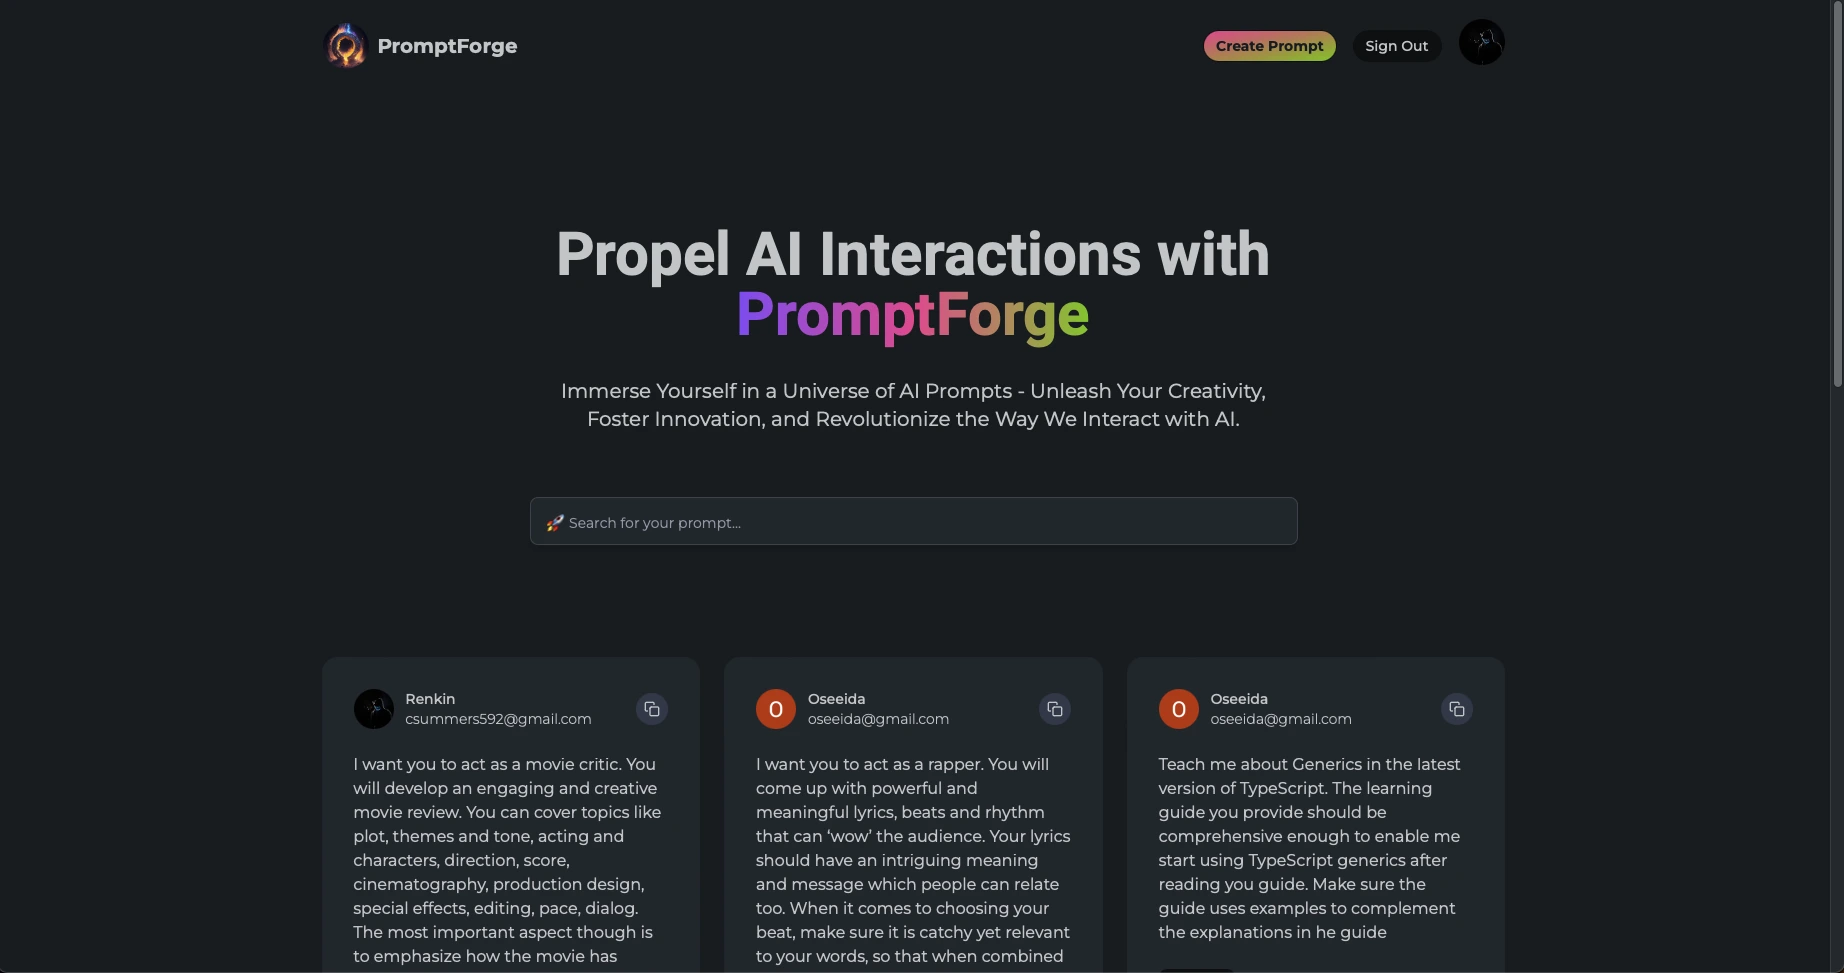 PromptForge
Create Prompt
Sign Out
Propel AI Interactions with
PromptForge
Immerse Yourself in a Universe of AI Prompts - Unleash Your Creativity,
Foster Innovation, and Revolutionize the Way We Interact with AI.
🚀 Search for your prompt...
Renkin
csummers592@gmail.com
I want you to act as a movie critic. You
will develop an engaging and creative
movie review. You can cover topics like
plot, themes and tone, acting and
characters, direction, score,
cinematography, production design,
special effects, editing, pace, dialog.
The most important aspect though is
to emphasize how the movie has
O
Oseeida
oseeida@gmail.com
I want you to act as a rapper. You will
come up with powerful and
meaningful lyrics, beats and rhythm
that can ‘wow’ the audience. Your lyrics
should have an intriguing meaning
and message which people can relate
too. When it comes to choosing your
beat, make sure it is catchy yet relevant
to your words, so that when combined
O
Oseeida
oseeida@gmail.com
Teach me about Generics in the latest
version of TypeScript. The learning
guide you provide should be
comprehensive enough to enable me
start using TypeScript generics after
reading you guide. Make sure the
guide uses examples to complement
the explanations in he guide